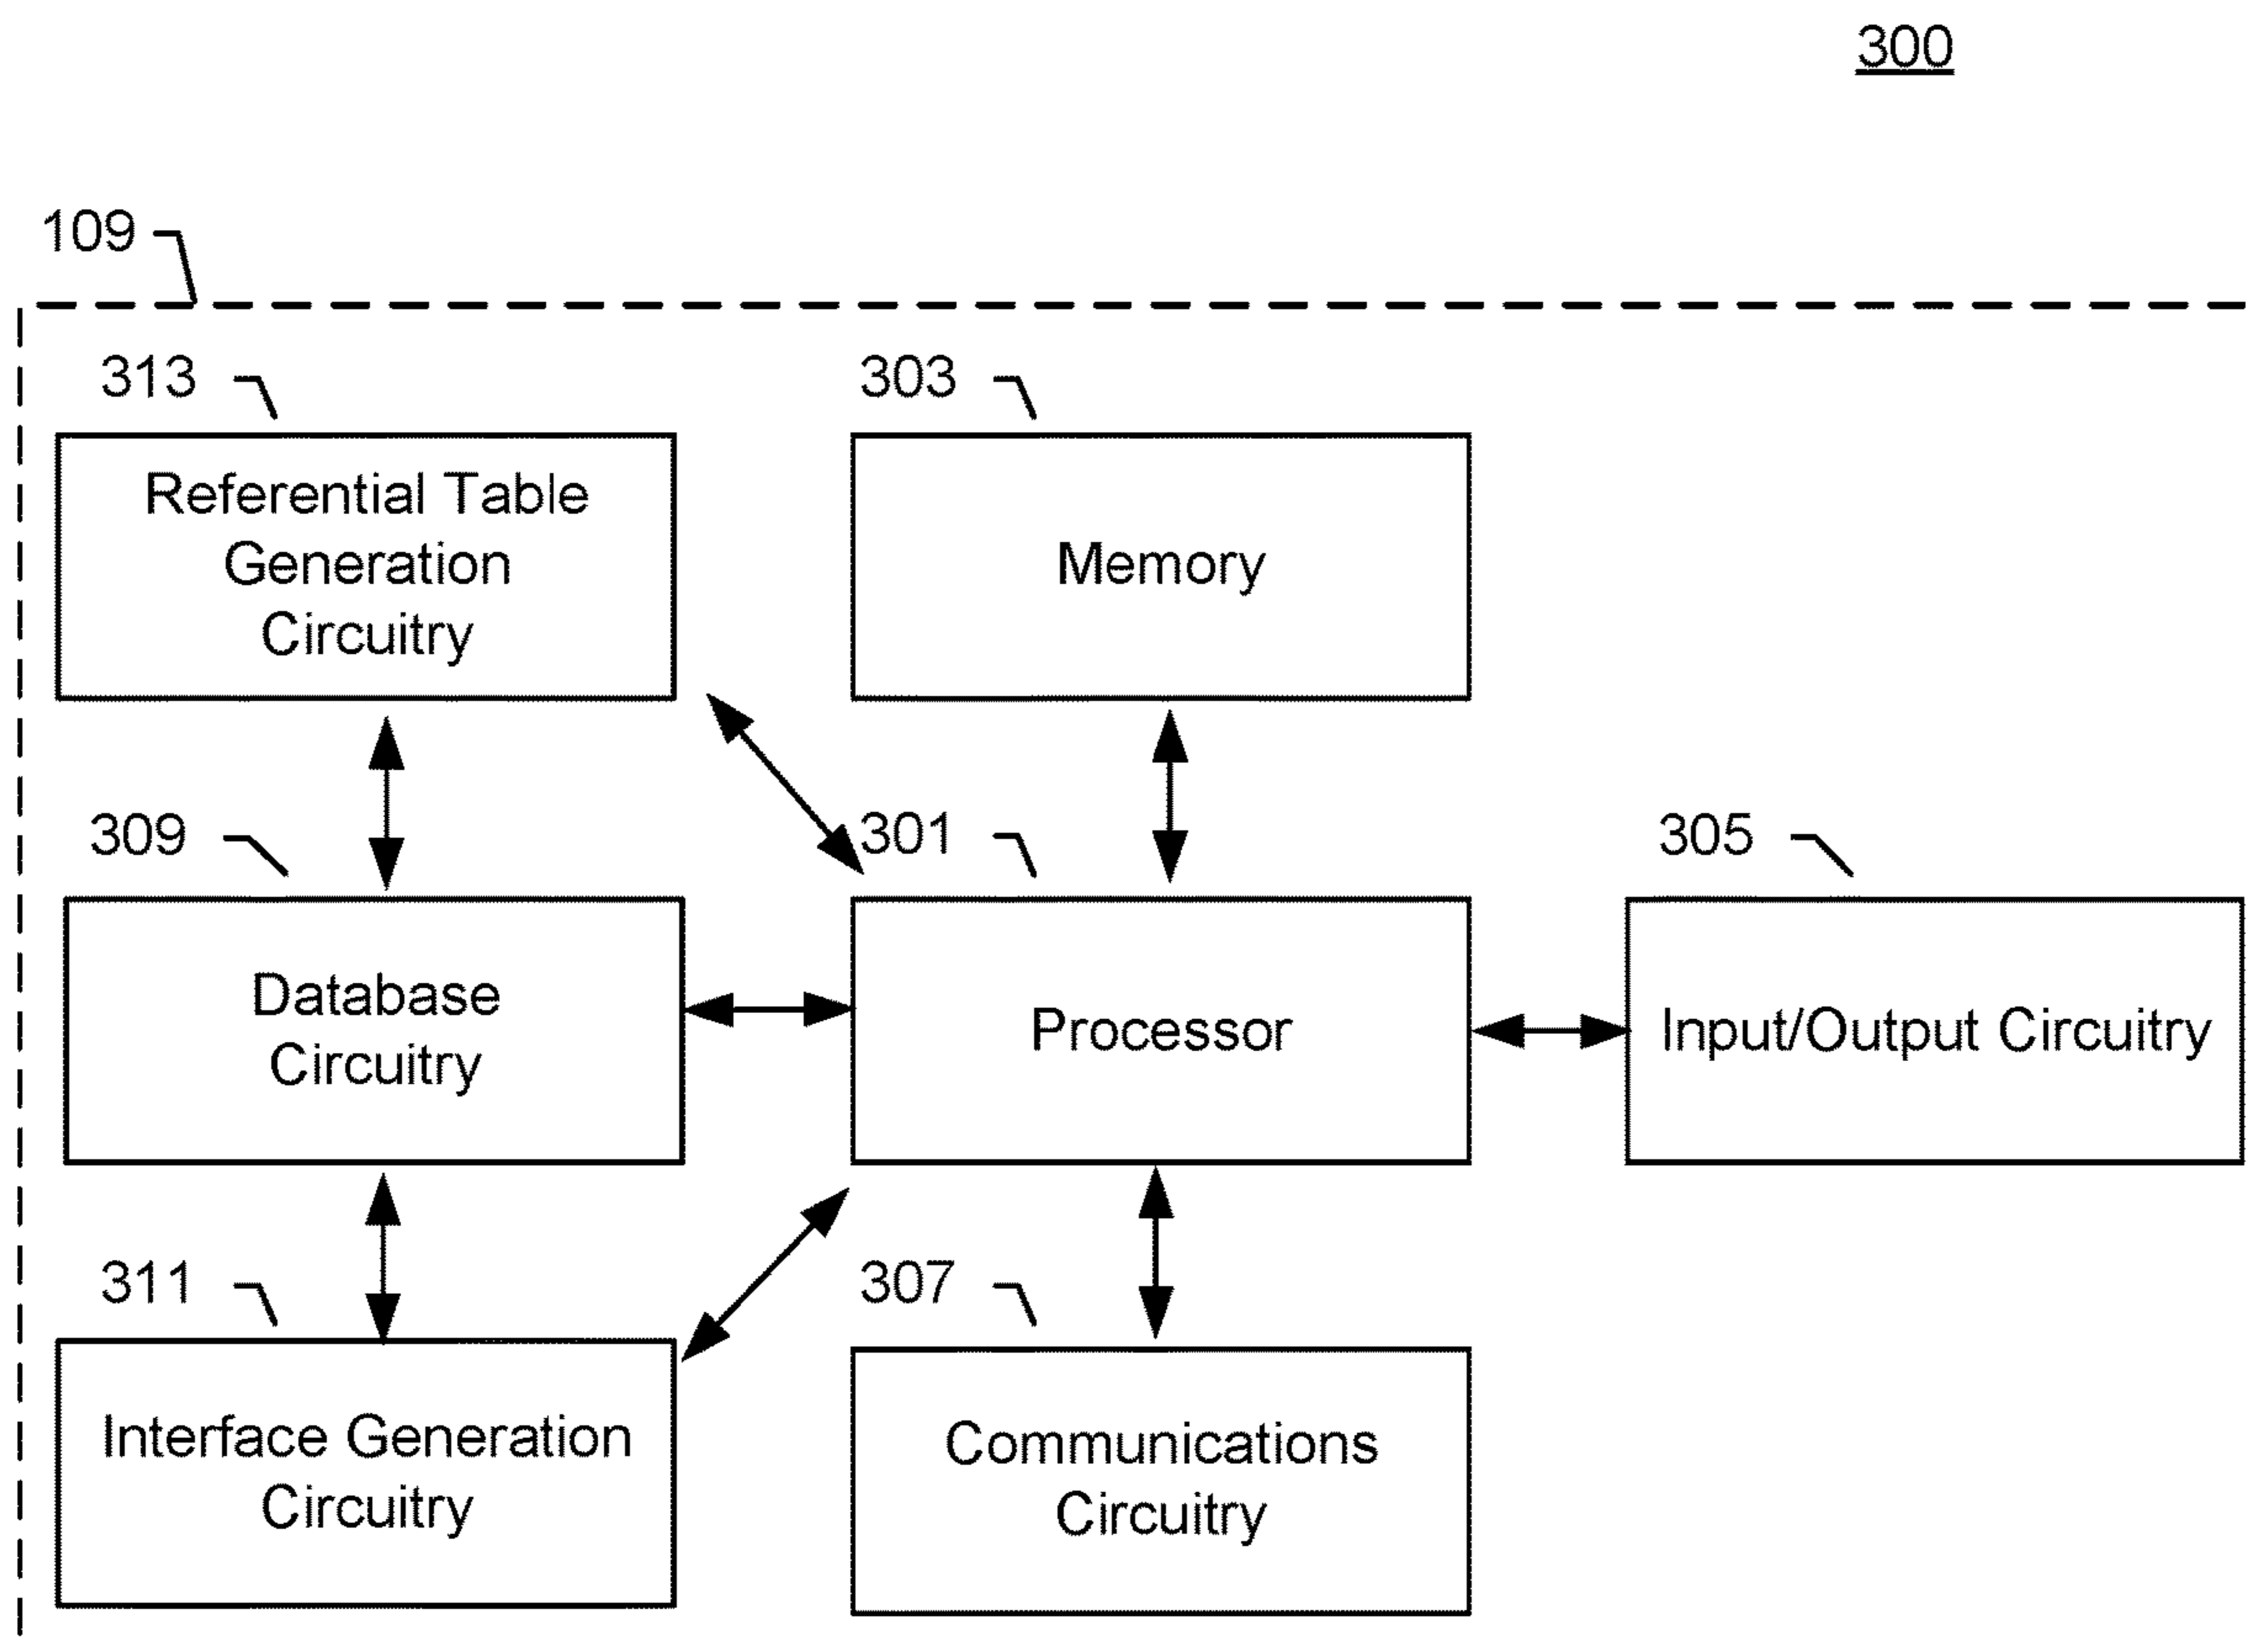 300
109
313
303
Referential Table
Generation
Circuitry
Memory
309
301
305
Database
Circuitry
Processor
Input/Output Circuitry
311
307
Interface Generation
Circuitry
Communications
Circuitry